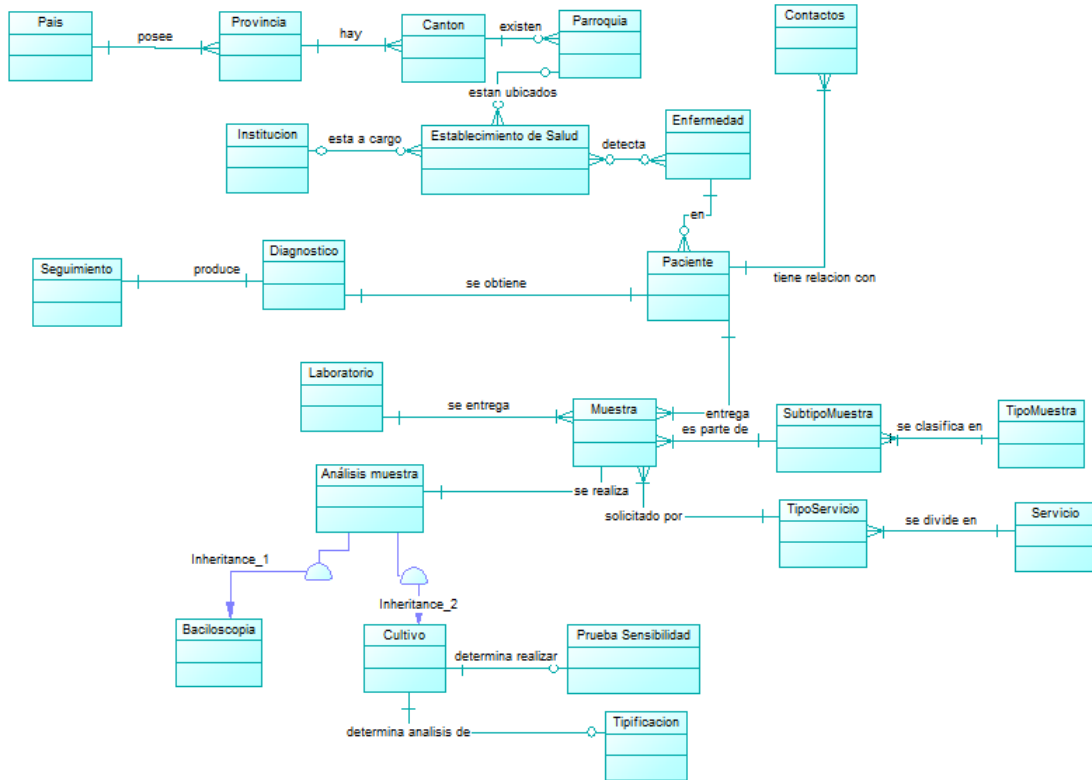 Pais
posee
Provincia
hay
Canton
existen
Parroquia
Contactos
estan ubicados
Institucion
esta a cargo
Establecimiento de Salud
detecta
Enfermedad
en
Seguimiento
produce
Diagnostico
se obtiene
Paciente
tiene relacion con
Laboratorio
se entrega
Muestra
entrega
es parte de
SubtipoMuestra
se clasifica en
TipoMuestra
Análisis muestra
se realiza
solicitado por
TipoServicio
se divide en
Servicio
Inheritance_1
Inheritance_2
Baciloscopia
Cultivo
determina realizar
Prueba Sensibilidad
determina analisis de
Tipificacion